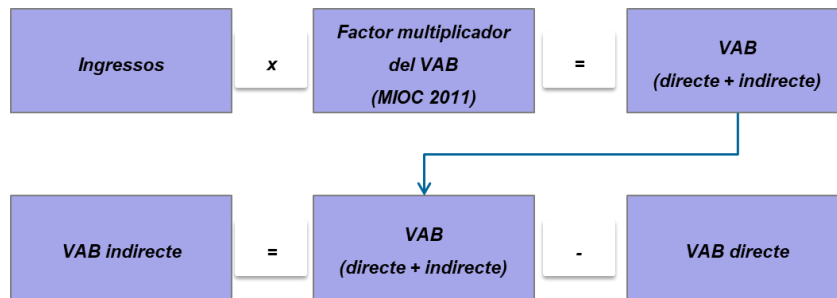 Ingressos
x
Factor multiplicador
del VAB
(MIOC 2011)
=
VAB
(directe + indirecte)
VAB indirecte
=
VAB
(directe + indirecte)
-
VAB directe